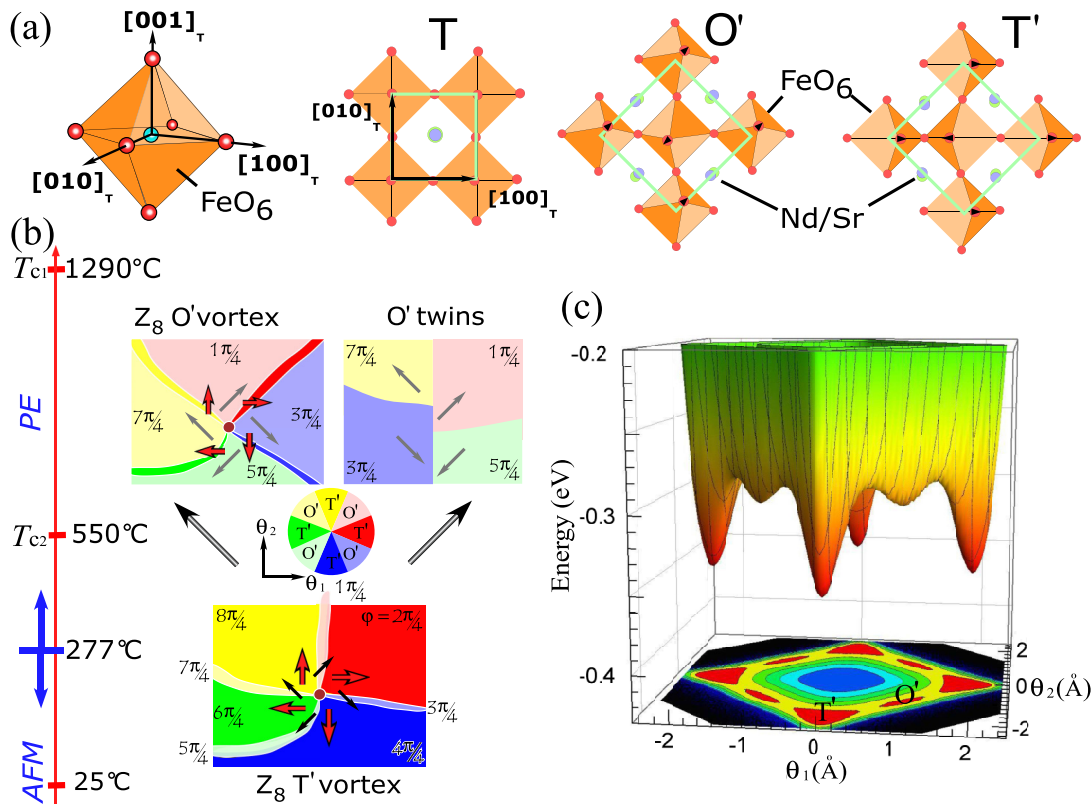 (a)
[001]T
[010]T
[100]T
FeO6
T
[010]T
[100]T
O'
T'
FeO6
Nd/Sr
(b)
Tc1 1290℃
PE
Tc2 550℃
277℃
AFM
25℃
Z8 O' vortex
1π/4
7π/4
3π/4
5π/4
O' twins
7π/4
1π/4
3π/4
5π/4
θ2
θ1
T'
O'
T'
O'
T'
O'
T'
O'
1π/4
8π/4
φ=2π/4
7π/4
6π/4
3π/4
5π/4
4π/4
Z8 T' vortex
(c)
Energy (eV)
-0.2
-0.3
-0.4
T'
O'
2
0
-2
θ2(Å)
-2
-1
0
1
2
θ1(Å)